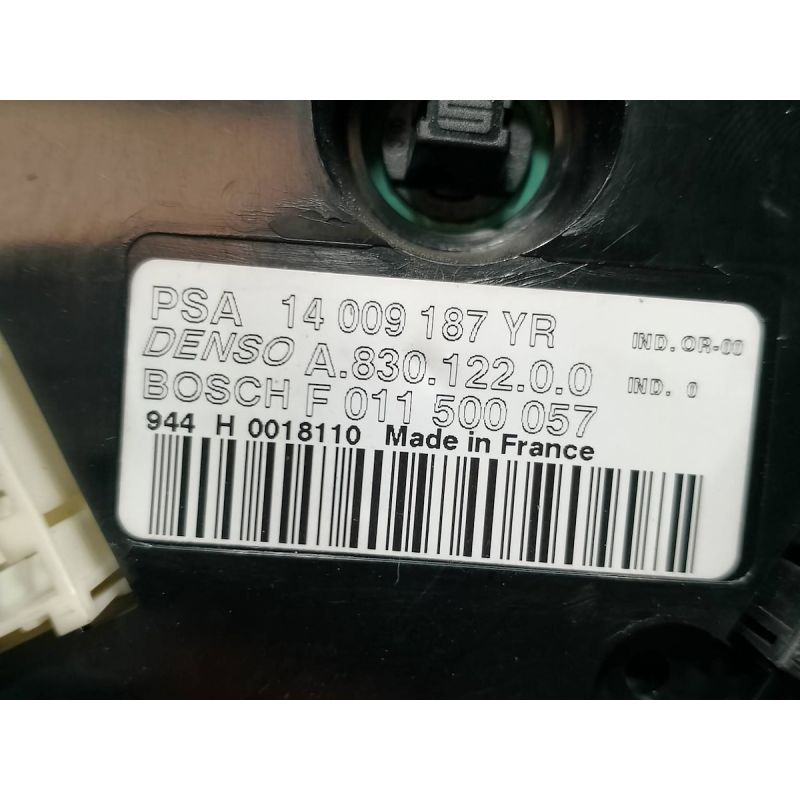 PSA 14 009 187 YR IND. OR-00
DENSO A.830.122.0.0 IND. 0
BOSCH F 011 500 057
944 H 0018110 Made in France